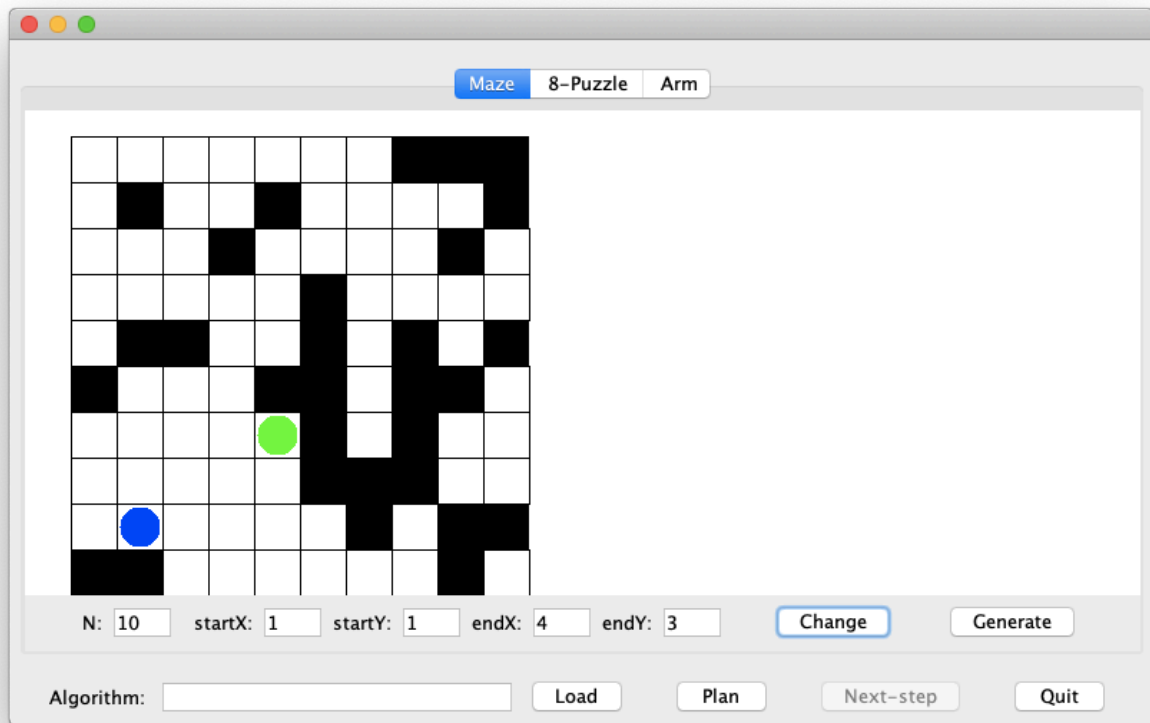 Maze 8-Puzzle Arm
N: 10 startX: 1 startY: 1 endX: 4 endY: 3 Change Generate
Algorithm: Load Plan Next-step Quit